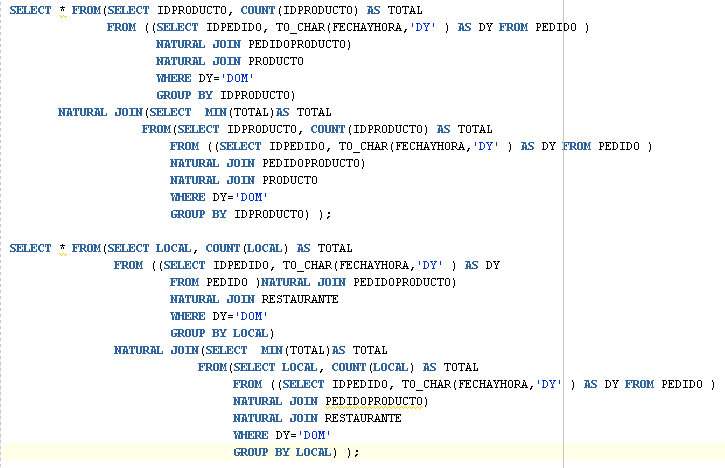 SELECT * FROM(SELECT IDPRODUCTO, COUNT(IDPRODUCTO) AS TOTAL
FROM ((SELECT IDPEDIDO, TO_CHAR(FECHAYHORA,'DY' ) AS DY FROM PEDIDO )
NATURAL JOIN PEDIDOPRODUCTO)
NATURAL JOIN PRODUCTO
WHERE DY='DOM'
GROUP BY IDPRODUCTO)
NATURAL JOIN(SELECT  MIN(TOTAL)AS TOTAL
FROM(SELECT IDPRODUCTO, COUNT(IDPRODUCTO) AS TOTAL
FROM ((SELECT IDPEDIDO, TO_CHAR(FECHAYHORA,'DY' ) AS DY FROM PEDIDO )
NATURAL JOIN PEDIDOPRODUCTO)
NATURAL JOIN PRODUCTO
WHERE DY='DOM'
GROUP BY IDPRODUCTO) );
SELECT * FROM(SELECT LOCAL, COUNT(LOCAL) AS TOTAL
FROM ((SELECT IDPEDIDO, TO_CHAR(FECHAYHORA,'DY' ) AS DY
FROM PEDIDO )NATURAL JOIN PEDIDOPRODUCTO)
NATURAL JOIN RESTAURANTE
WHERE DY='DOM'
GROUP BY LOCAL)
NATURAL JOIN(SELECT  MIN(TOTAL)AS TOTAL
FROM(SELECT LOCAL, COUNT(LOCAL) AS TOTAL
FROM ((SELECT IDPEDIDO, TO_CHAR(FECHAYHORA,'DY' ) AS DY FROM PEDIDO )
NATURAL JOIN PEDIDOPRODUCTO)
NATURAL JOIN RESTAURANTE
WHERE DY='DOM'
GROUP BY LOCAL) );